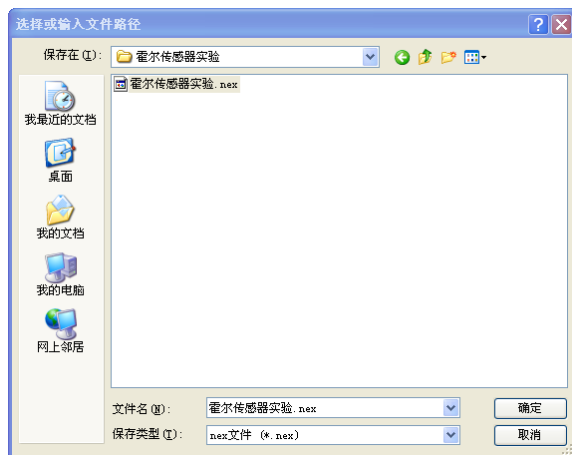 选择或输入文件路径
保存在(I): 霍尔传感器实验
霍尔传感器实验.nex
我最近的文档
桌面
我的文档
我的电脑
网上邻居
文件名(N): 霍尔传感器实验.nex 确定
保存类型(T): nex文件 (*.nex) 取消